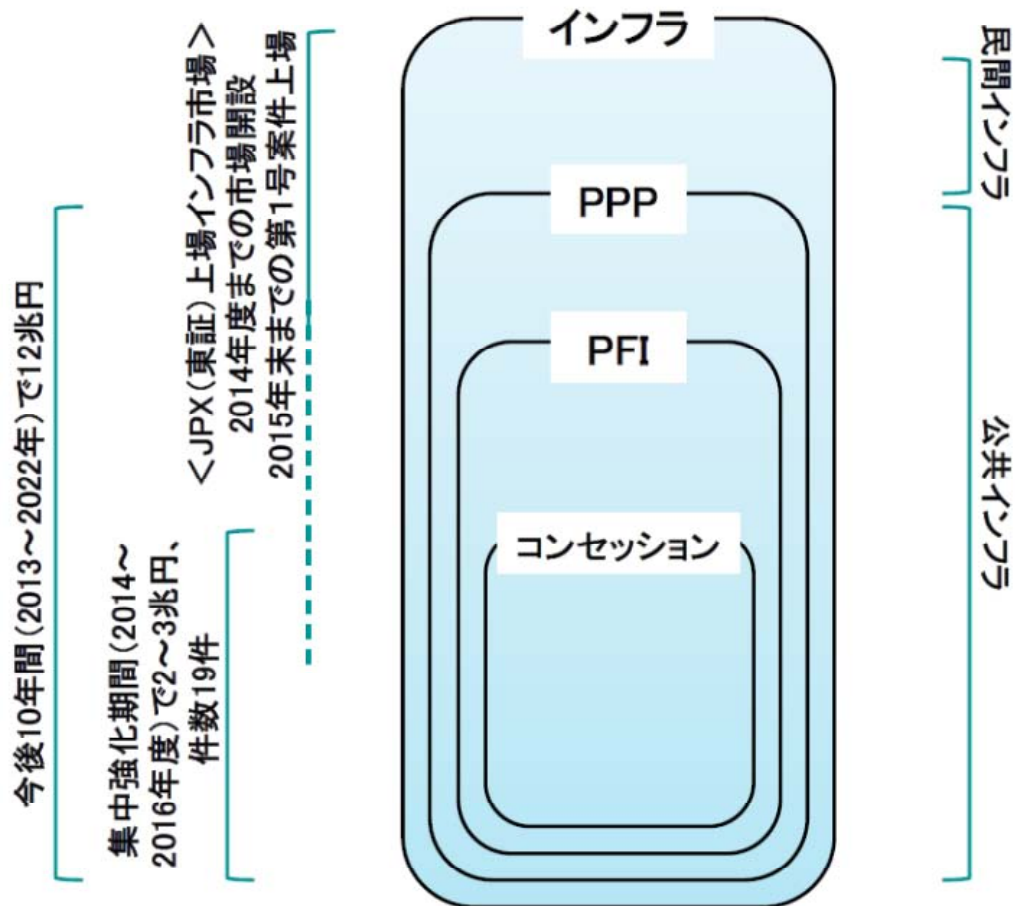 インフラ
PPP
PFI
コンセッション
民間インフラ
公共インフラ
<JPX(東証)上場インフラ市場>
2014年度までの市場開設
2015年末までの第1号案件上場
今後10年間(2013~2022年)で12兆円
集中強化期間(2014~
2016年度)で2~3兆円、
件数19件